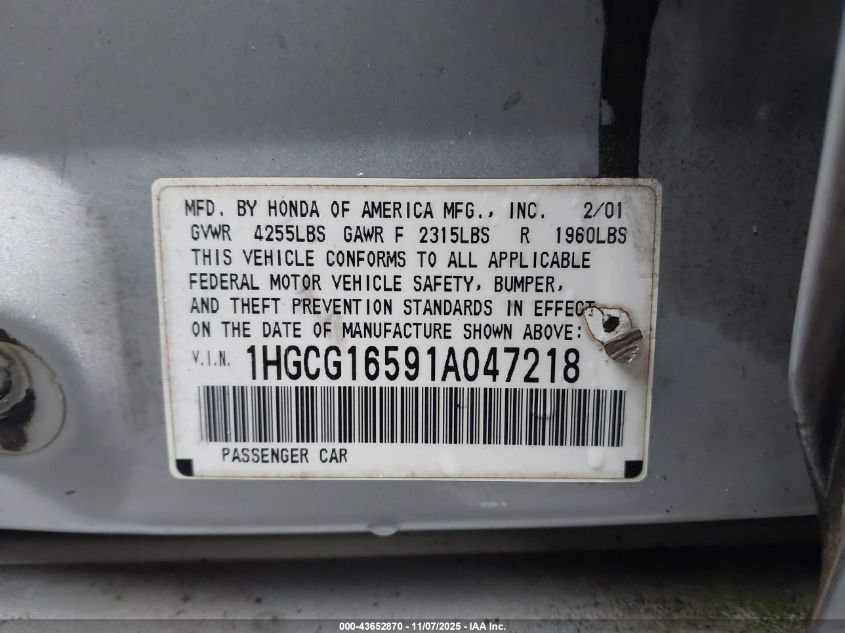 MFD. BY HONDA OF AMERICA MFG., INC. 2/01
GVWR 4255LBS GAWR F 2315LBS R 1960LBS
THIS VEHICLE CONFORMS TO ALL APPLICABLE
FEDERAL MOTOR VEHICLE SAFETY, BUMPER,
AND THEFT PREVENTION STANDARDS IN EFFECT
ON THE DATE OF MANUFACTURE SHOWN ABOVE:
V.I.N. 1HGCG16591A047218
PASSENGER CAR
000-43652870 - 11/07/2025 - IAA Inc.